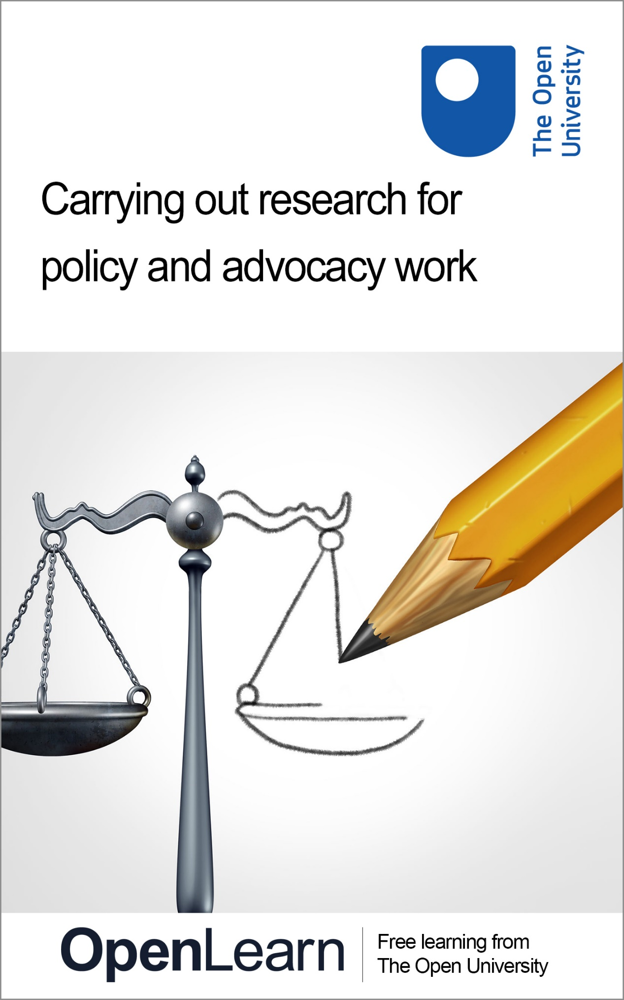 The Open
University
Carrying out research for
policy and advocacy work
OpenLearn
Free learning from
The Open University